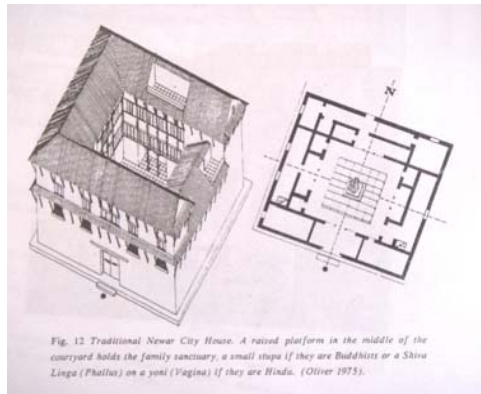 N
Fig. 12 Traditional Newar City House. A raised platform in the middle of the
courtyard holds the family sanctuary, a small stupa if they are Buddhists or a Shiva
Linga (Phallus) on a yoni (Vagina) if they are Hindu. (Oliver 1975).